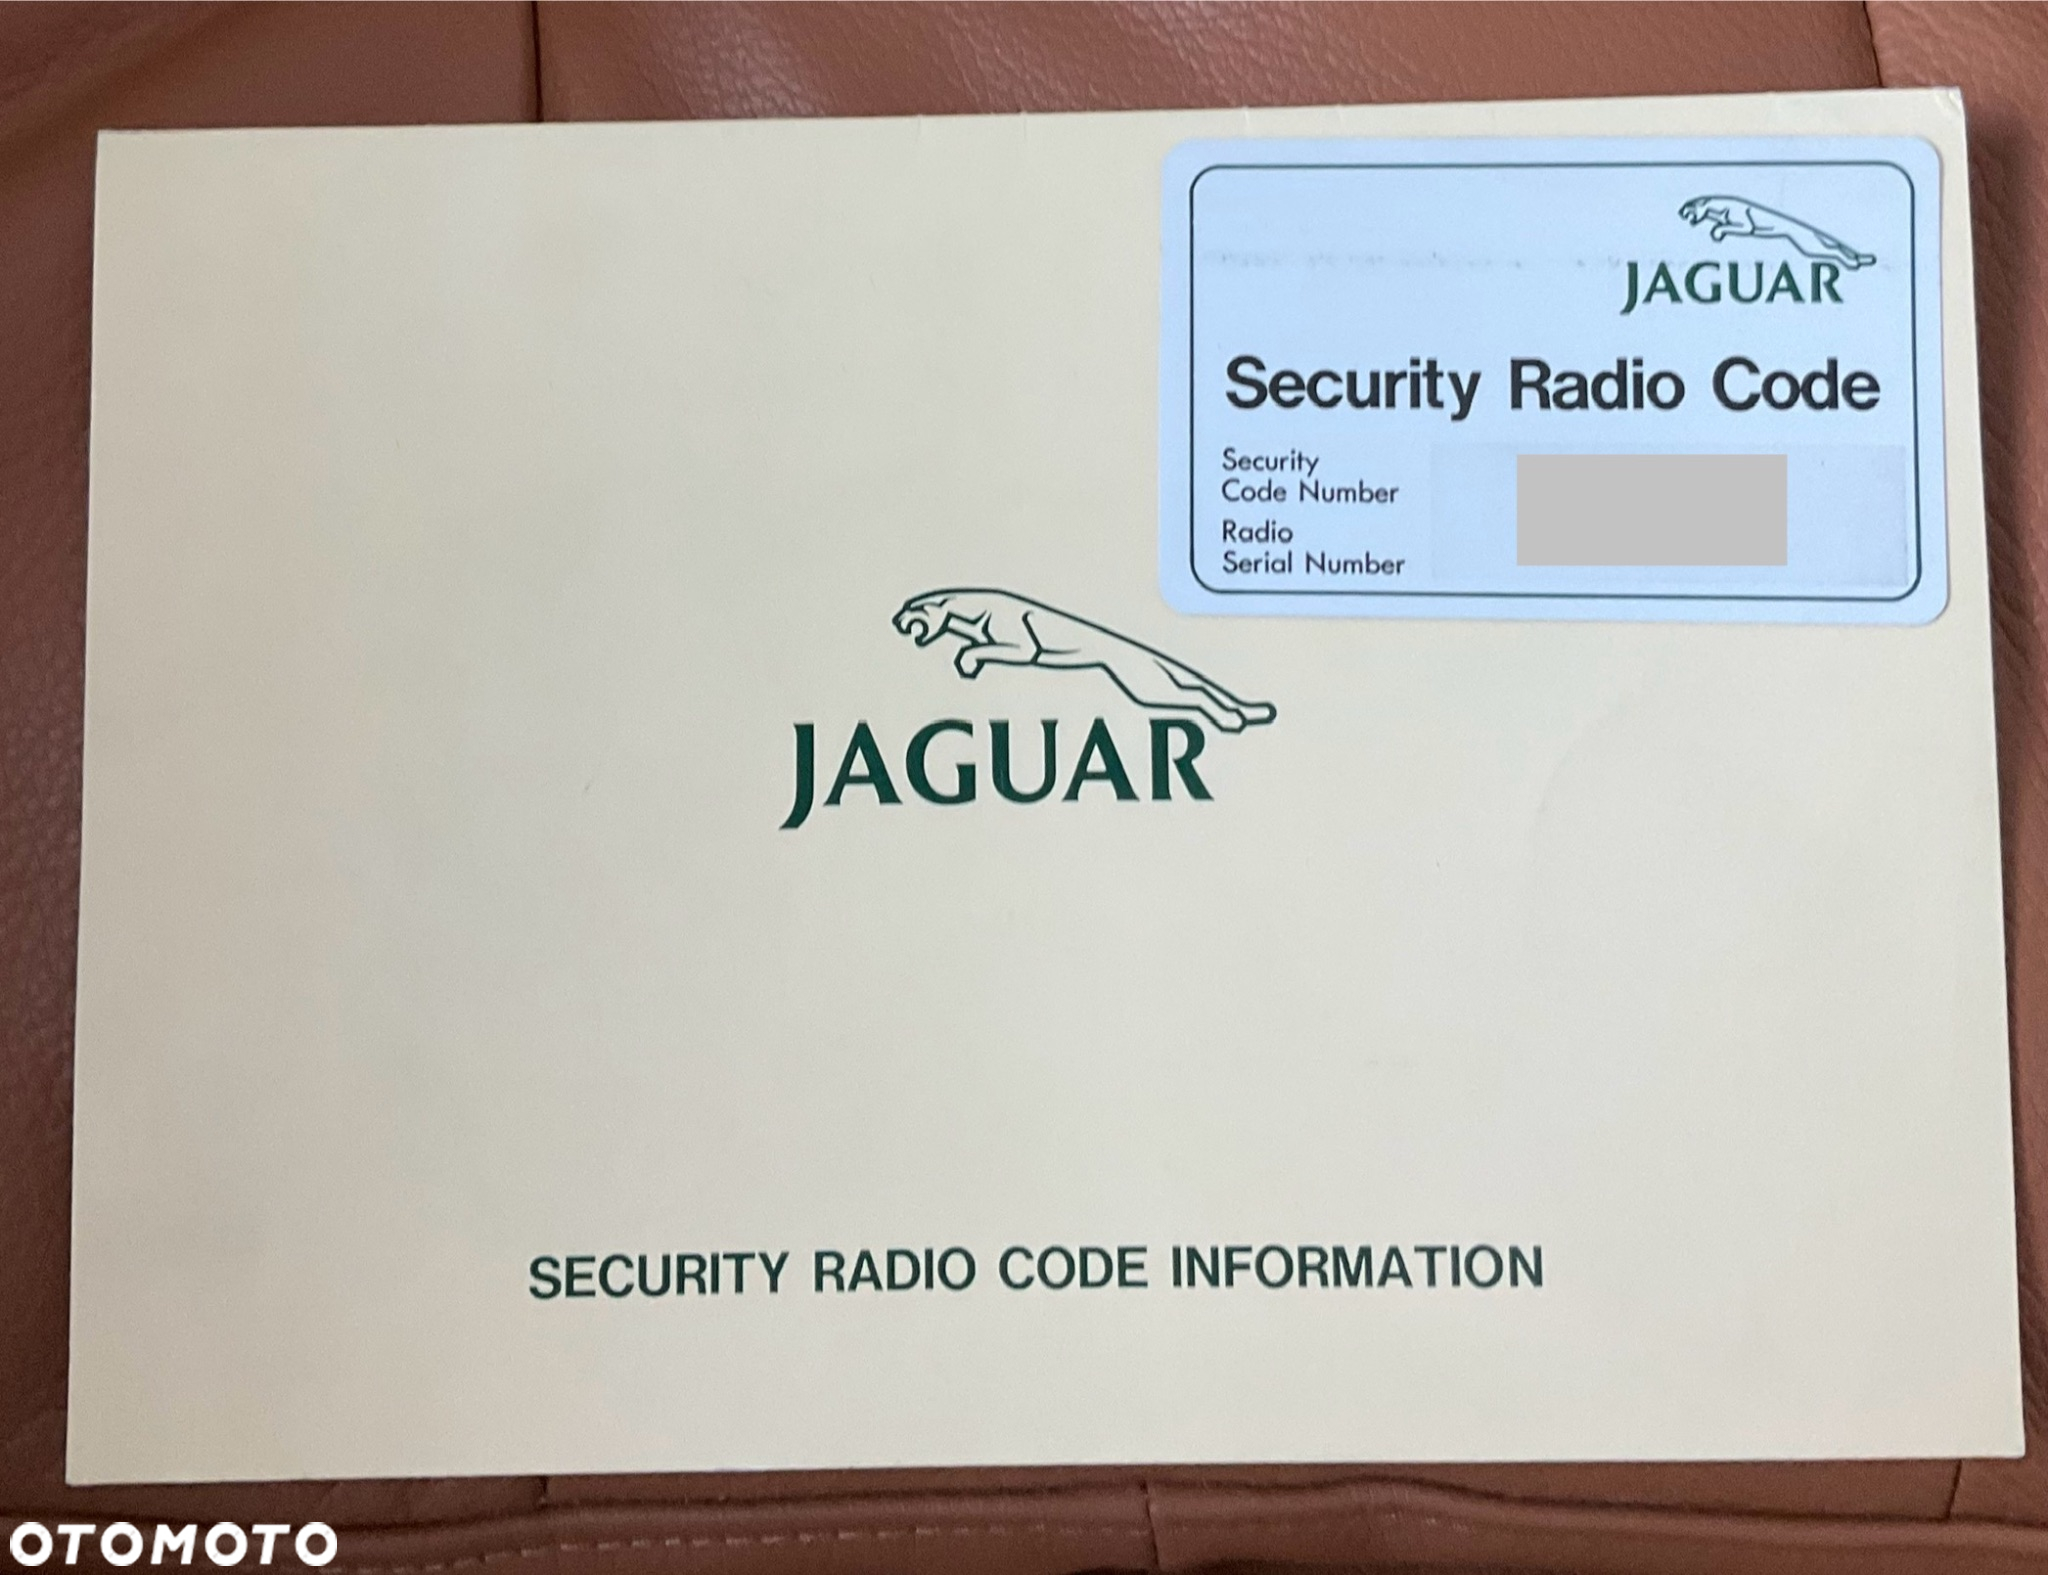 JAGUAR
Security Radio Code
Security
Code Number
Radio
Serial Number
JAGUAR
SECURITY RADIO CODE INFORMATION
OTOMOTO